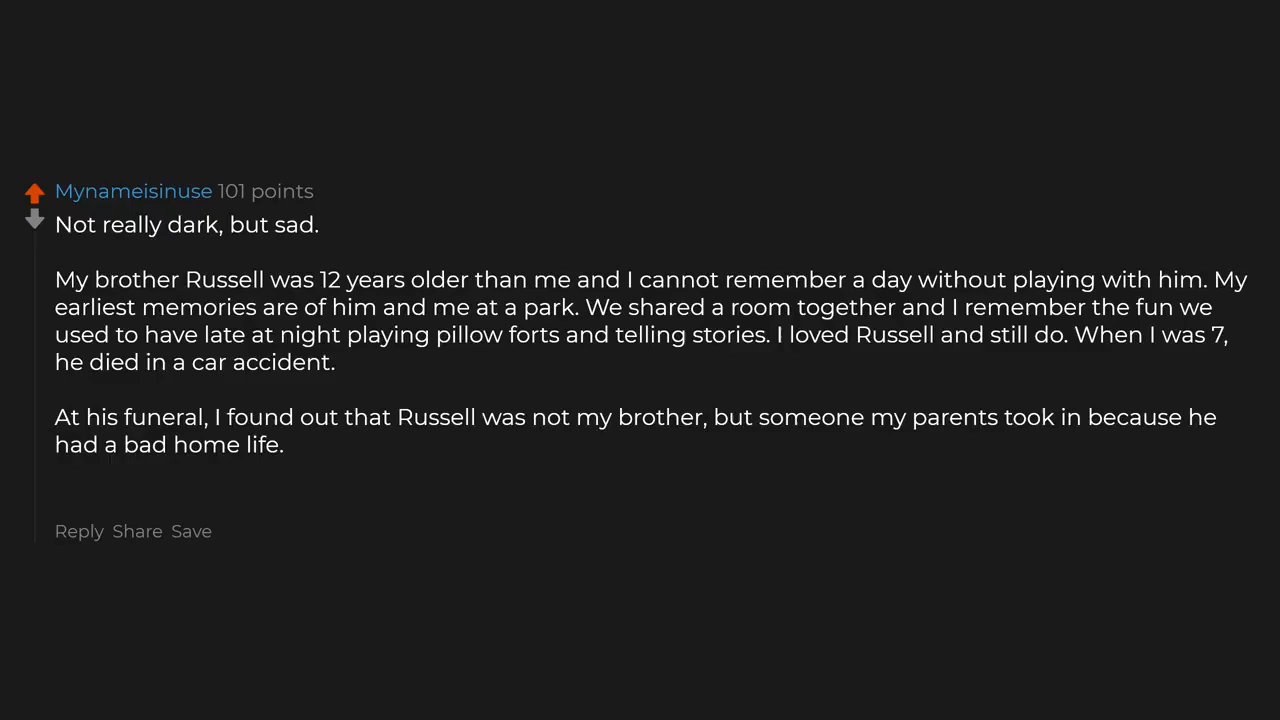 Mynameisinuse 101 points
Not really dark, but sad.
My brother Russell was 12 years older than me and I cannot remember a day without playing with him. My
earliest memories are of him and me at a park. We shared a room together and I remember the fun we
used to have late at night playing pillow forts and telling stories. I loved Russell and still do. When I was 7,
he died in a car accident.
At his funeral, I found out that Russell was not my brother, but someone my parents took in because he
had a bad home life.
Reply Share Save